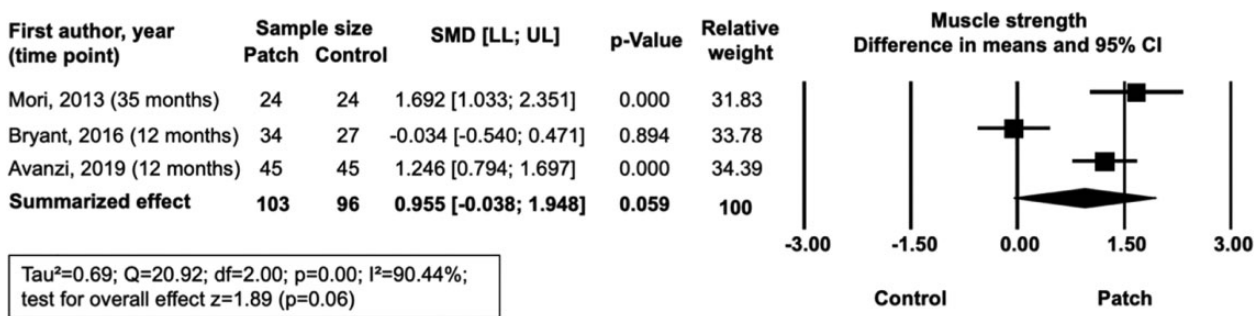 First author, year (time point) Sample size Patch Control SMD [LL; UL] p-Value Relative weight
Mori, 2013 (35 months) 24 24 1.692 [1.033; 2.351] 0.000 31.83
Bryant, 2016 (12 months) 34 27 -0.034 [-0.540; 0.471] 0.894 33.78
Avanzi, 2019 (12 months) 45 45 1.246 [0.794; 1.697] 0.000 34.39
Summarized effect 103 96 0.955 [-0.038; 1.948] 0.059 100
Tau²=0.69; Q=20.92; df=2.00; p=0.00; I²=90.44%;
test for overall effect z=1.89 (p=0.06)
Muscle strength
Difference in means and 95% CI
-3.00 -1.50 0.00 1.50 3.00
Control Patch